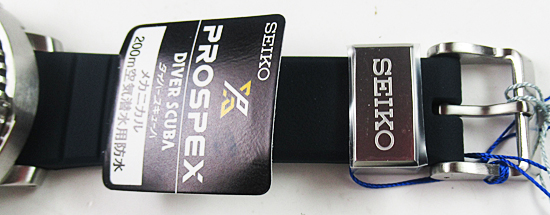 SEIKO
PROSPEX
DIVER SCUBA
ダイバースキューバ
メカニカル
200m空気潜水用防水
SEIKO